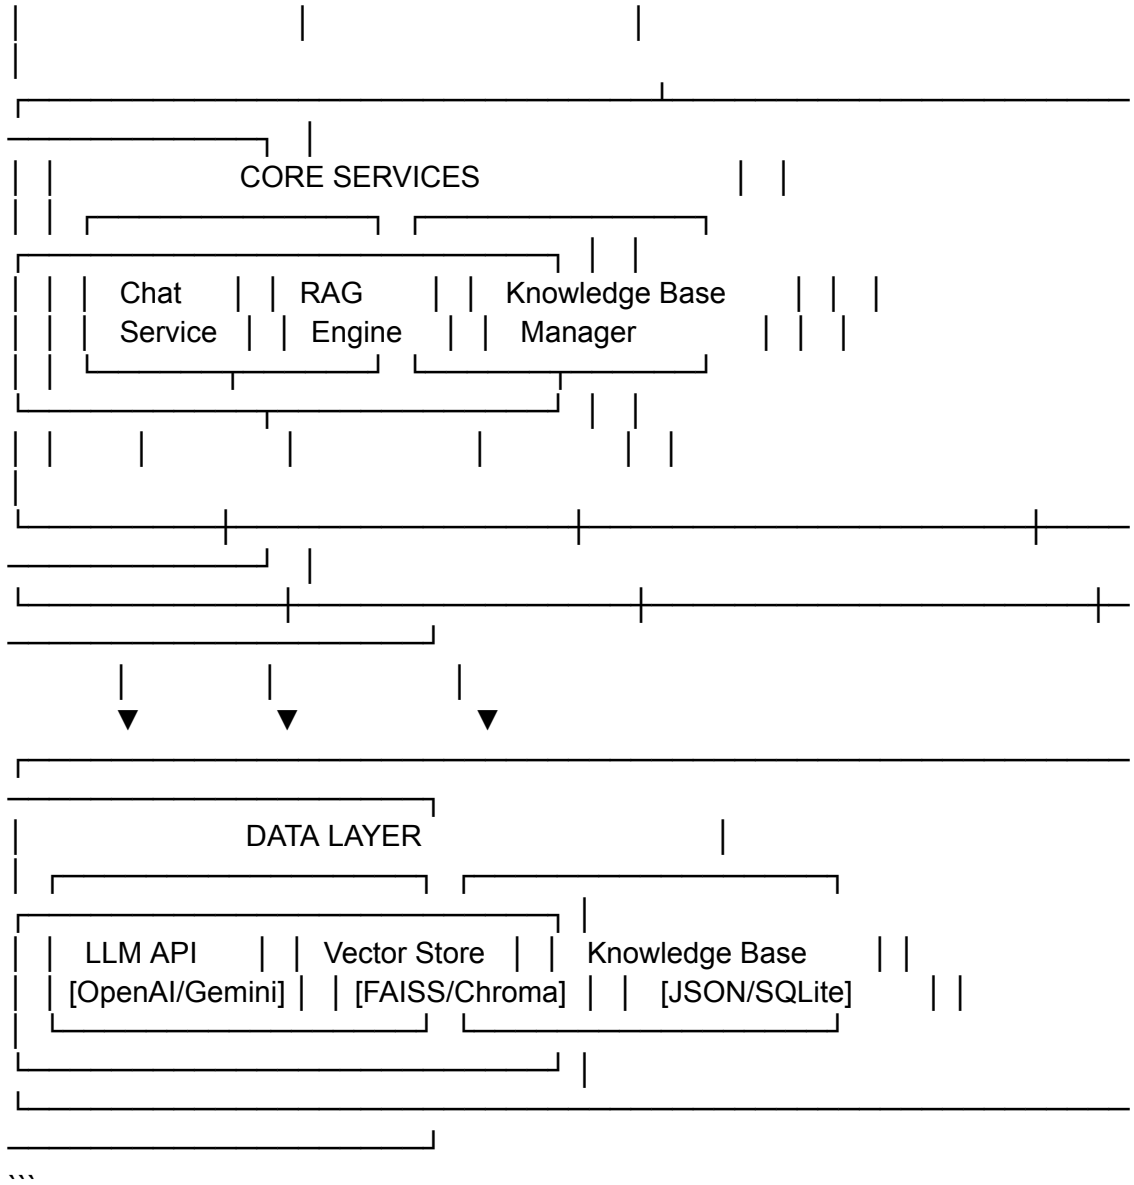 CORE SERVICES
Chat RAG Knowledge Base
Service Engine Manager
▼ ▼ ▼
DATA LAYER
LLM API Vector Store Knowledge Base
[OpenAI/Gemini] [FAISS/Chroma] [JSON/SQLite]
```